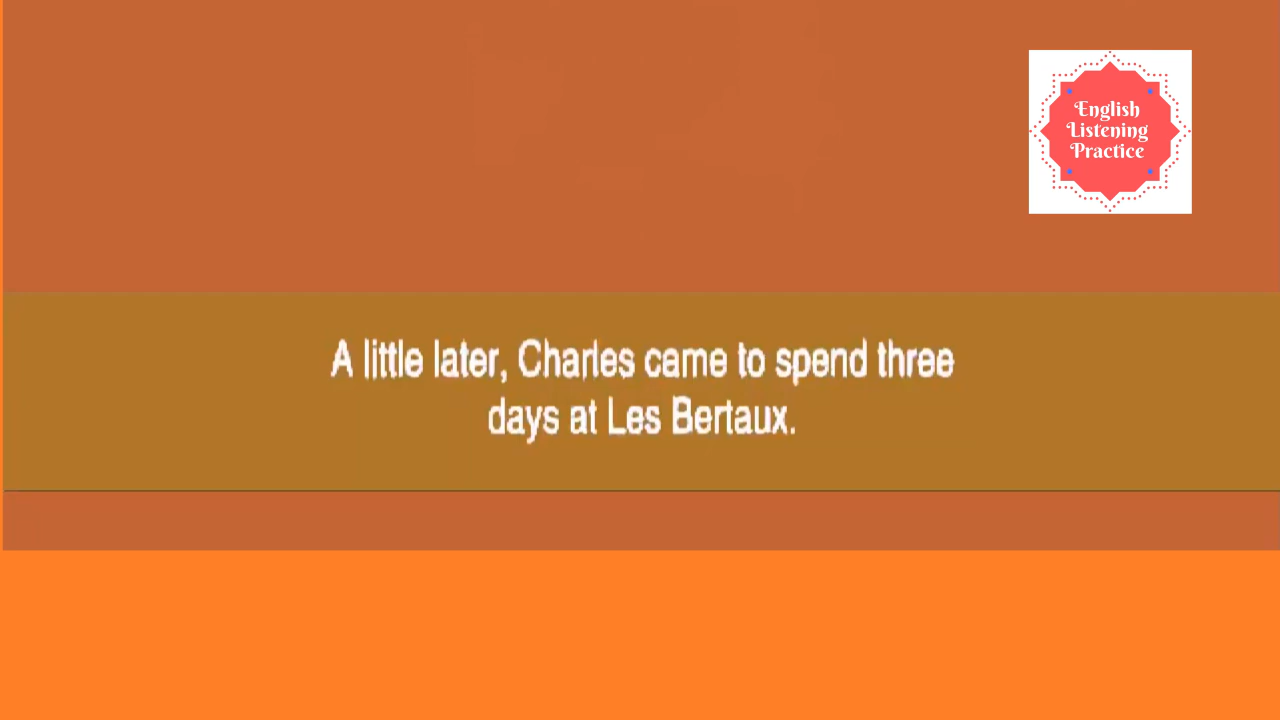 English
Listening
Practice
A little later, Charles came to spend three
days at Les Bertaux.